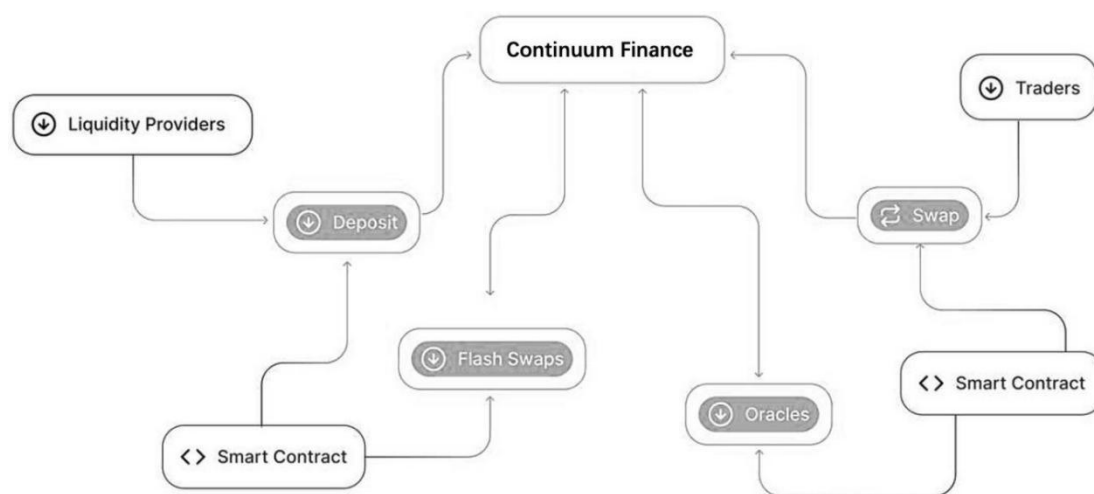 Continuum Finance
Traders
Liquidity Providers
Deposit
Swap
Flash Swaps
Smart Contract
Oracles
Smart Contract